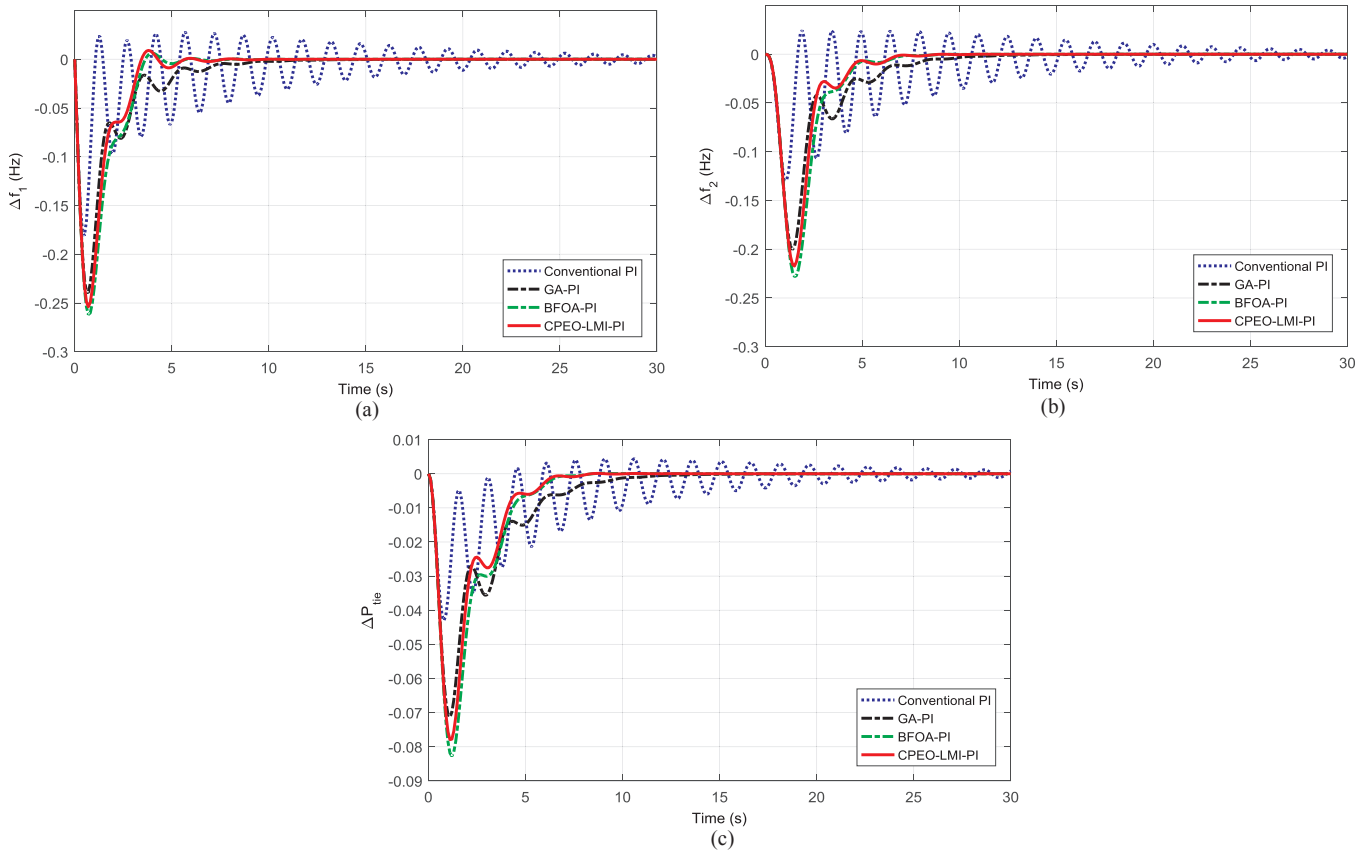 0.05
0
-0.05
-0.1
-0.15
-0.2
-0.25
-0.3
Δf1 (Hz)
0 5 10 15 20 25 30
Time (s)
Conventional PI
GA-PI
BFOA-PI
CPEO-LMI-PI
(a)
0.05
0
-0.05
-0.1
-0.15
-0.2
-0.25
-0.3
Δf2 (Hz)
0 5 10 15 20 25 30
Time (s)
Conventional PI
GA-PI
BFOA-PI
CPEO-LMI-PI
(b)
0.01
0
-0.01
-0.02
-0.03
-0.04
-0.05
-0.06
-0.07
-0.08
-0.09
ΔPtie
0 5 10 15 20 25 30
Time (s)
Conventional PI
GA-PI
BFOA-PI
CPEO-LMI-PI
(c)